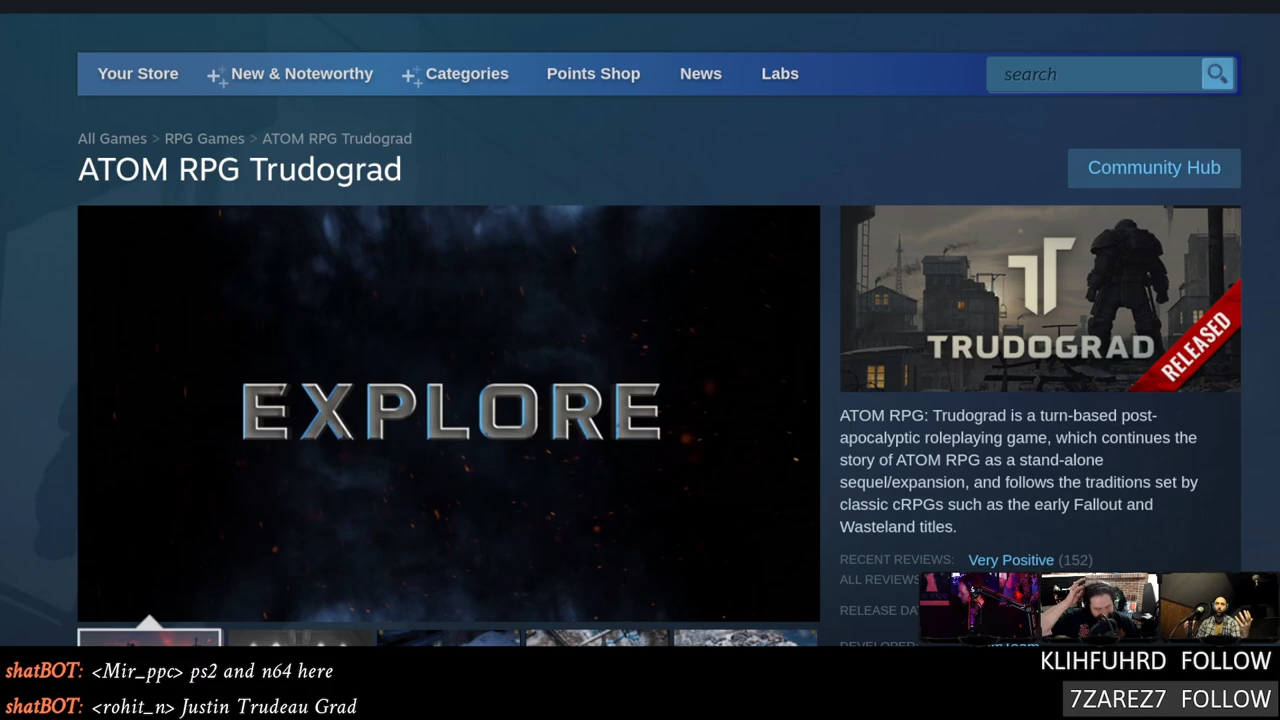 Your Store
New & Noteworthy
Categories
Points Shop
News
Labs
search
All Games > RPG Games > ATOM RPG Trudograd
ATOM RPG Trudograd
Community Hub
EXPLORE
TRUDOGRAD
RELEASED
ATOM RPG: Trudograd is a turn-based post-
apocalyptic roleplaying game, which continues the
story of ATOM RPG as a stand-alone
sequel/expansion, and follows the traditions set by
classic cRPGs such as the early Fallout and
Wasteland titles.
RECENT REVIEWS: Very Positive (152)
ALL REVIEWS
RELEASE DA
shatBOT: <Mir_ppc> ps2 and n64 here
shatBOT: <rohit_n> Justin Trudeau Grad
KLIHFUHRD FOLLOW
7ZAREZ7 FOLLOW